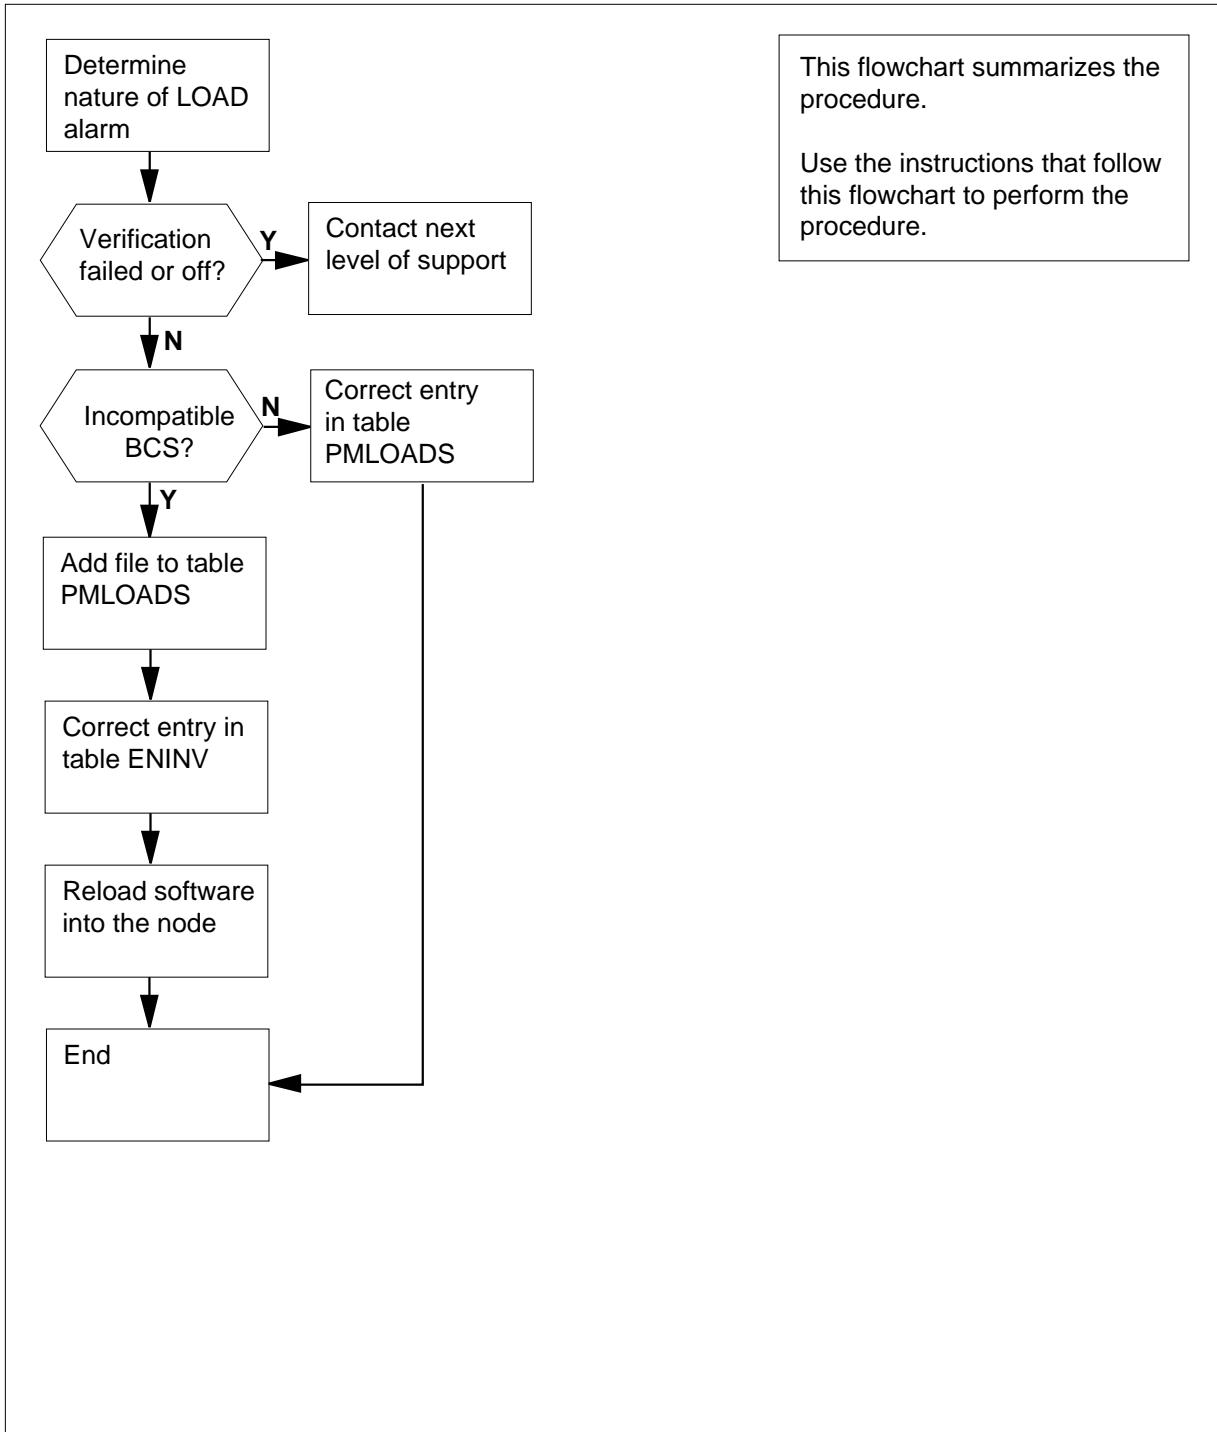 Determine
nature of LOAD
alarm
This flowchart summarizes the
procedure.
Use the instructions that follow
this flowchart to perform the
procedure.
Verification
failed or off?
Y
Contact next
level of support
N
Incompatible
BCS?
N
Correct entry
in table
PMLOADS
Y
Add file to table
PMLOADS
Correct entry in
table ENINV
Reload software
into the node
End